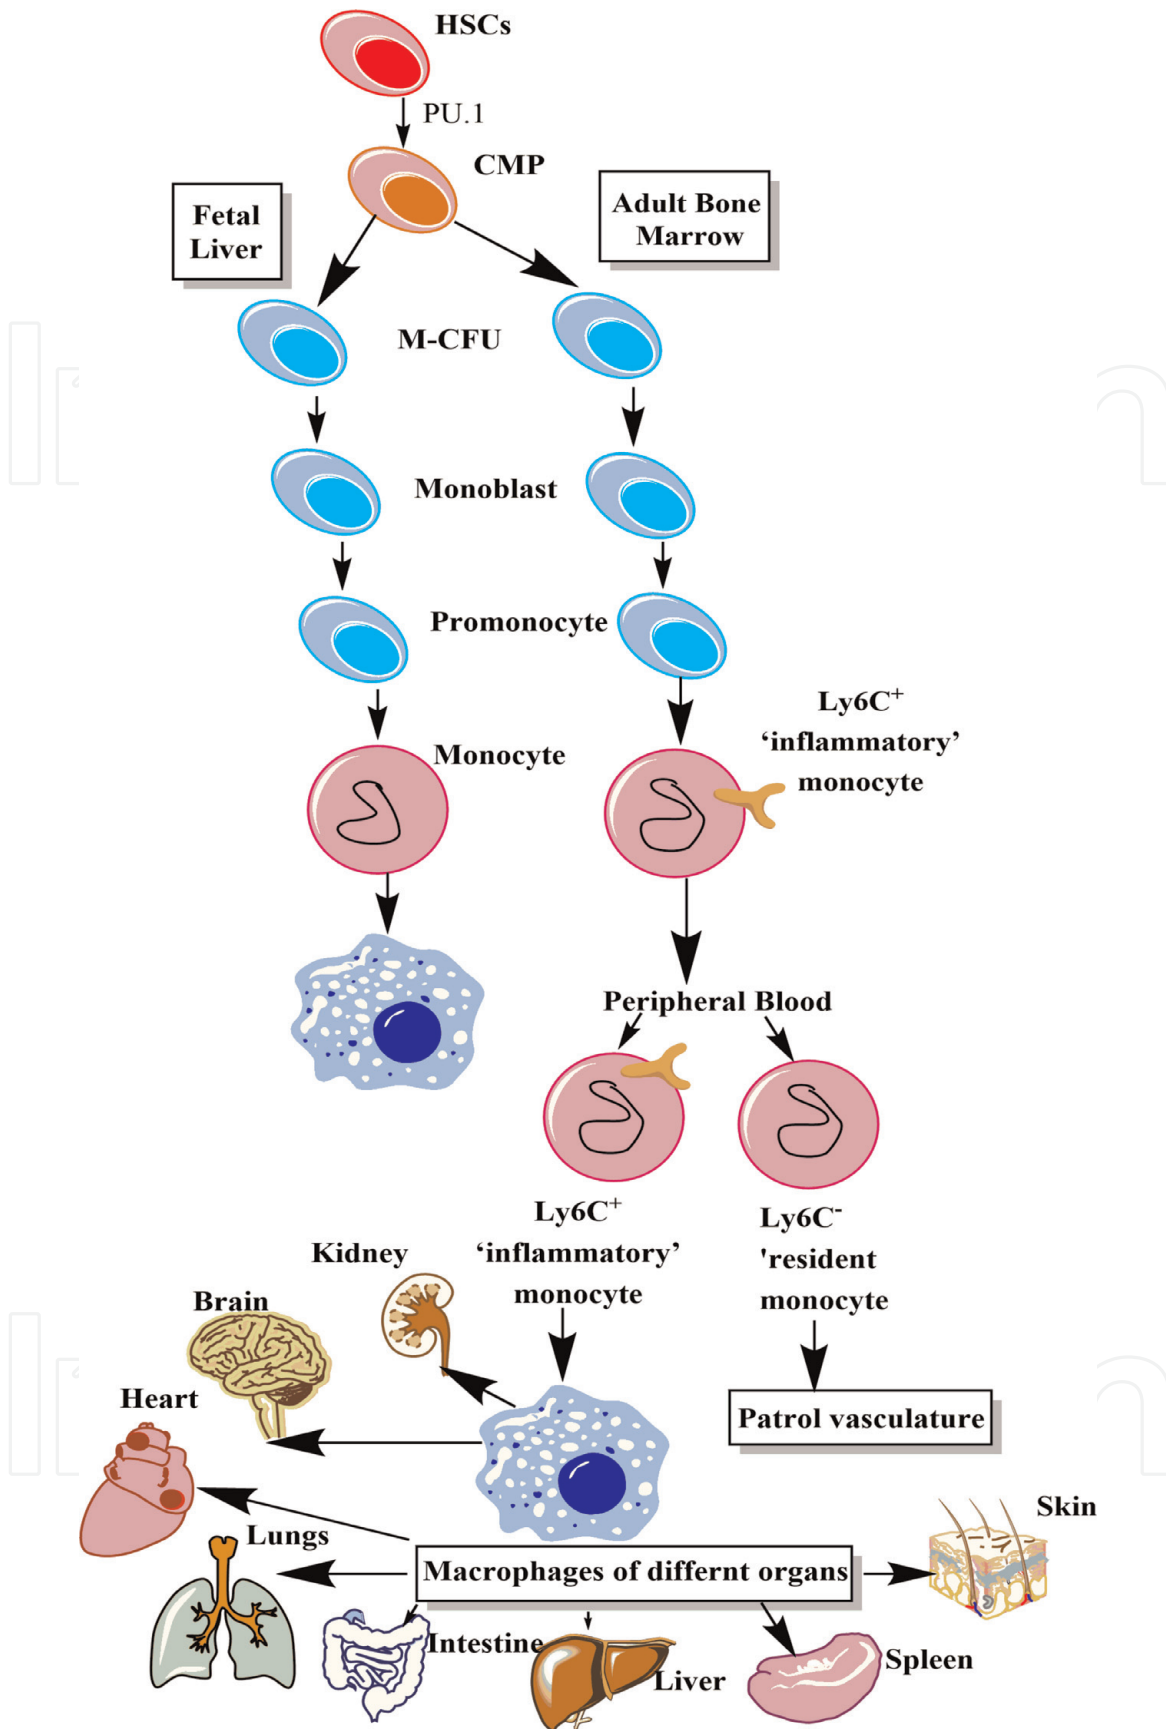 HSCs
PU.1
CMP
Fetal
Liver
Adult Bone
Marrow
M-CFU
Monoblast
Promonocyte
Monocyte
Ly6C⁺
‘inflammatory’
monocyte
Peripheral Blood
Ly6C⁺
‘inflammatory’
monocyte
Ly6C⁻
'resident
monocyte
Patrol vasculature
Kidney
Brain
Heart
Lungs
Macrophages of differnt organs
Skin
Intestine
Liver
Spleen